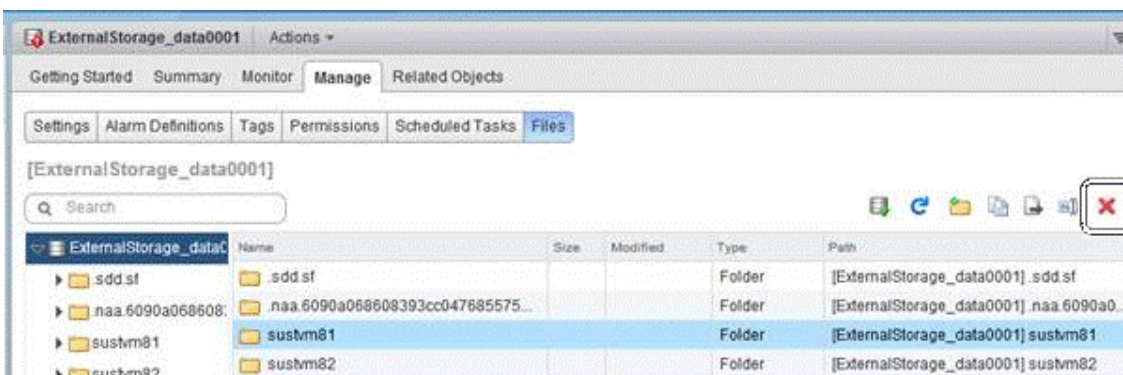 ExternalStorage_data0001 Actions
Getting Started Summary Monitor Manage Related Objects
Settings Alarm Definitions Tags Permissions Scheduled Tasks Files
[ExternalStorage_data0001]
Search
ExternalStorage_dataC Name Size Modified Type Path
.sdd.sf .sdd.sf Folder [ExternalStorage_data0001] .sdd.sf
.naa.6090a068608: .naa.6090a068608393cc047685575... Folder [ExternalStorage_data0001] .naa.6090a0...
sustvm81 sustvm81 Folder [ExternalStorage_data0001] sustvm81
sustvm82 sustvm82 Folder [ExternalStorage_data0001] sustvm82